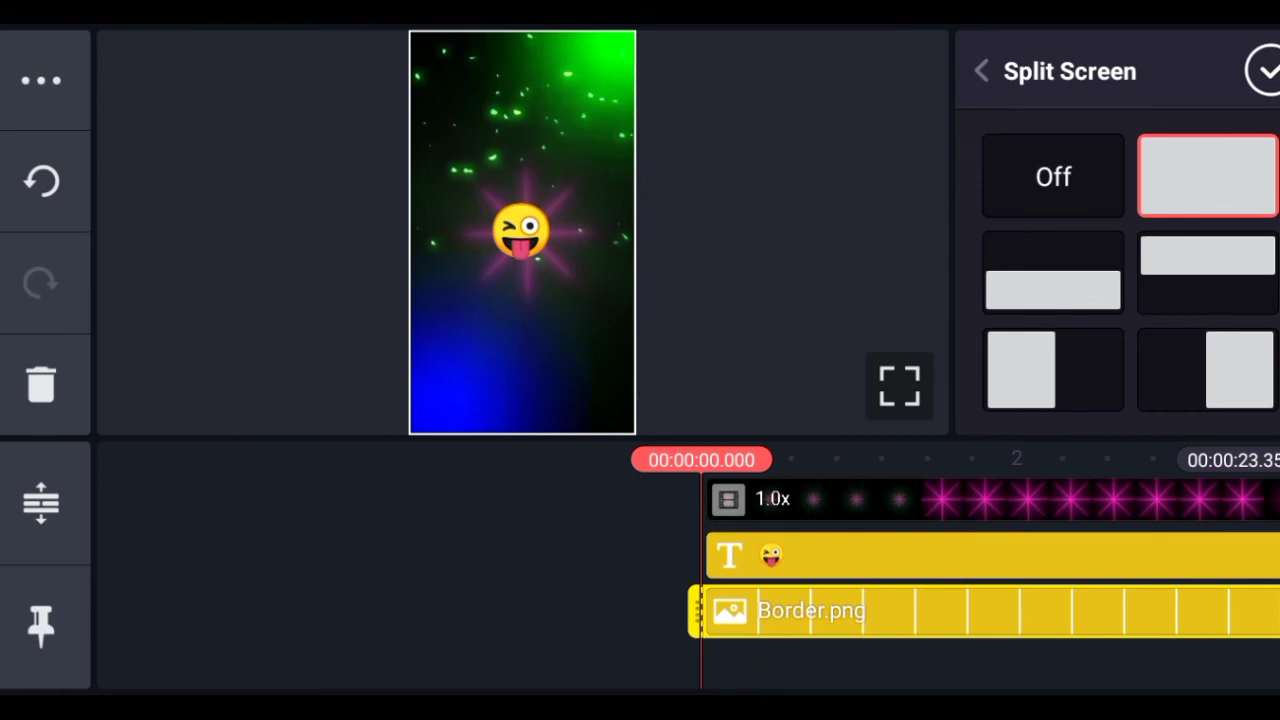 Split Screen
Off
00:00:00.000
2
00:00:23.35
1.0x
T 😜
Border.png